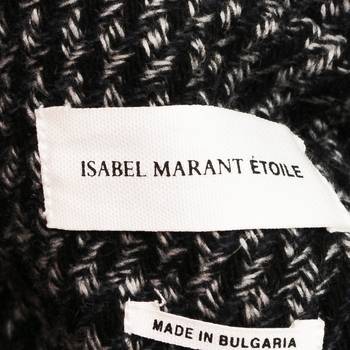 ISABEL MARANT ÉTOILE
MADE IN BULGARIA